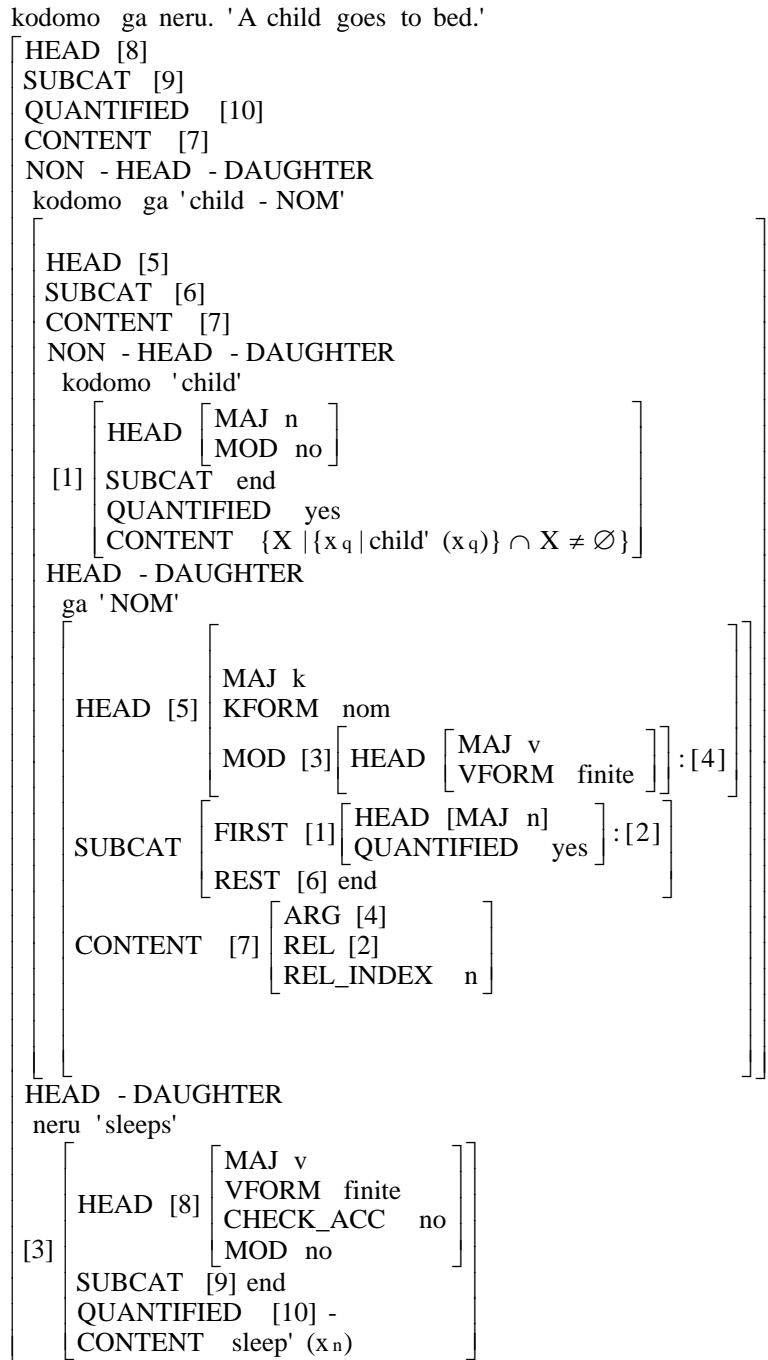 kodomo ga neru. 'A child goes to bed.'
HEAD [8]
SUBCAT [9]
QUANTIFIED [10]
CONTENT [7]
NON - HEAD - DAUGHTER
kodomo ga 'child - NOM'
HEAD [5]
SUBCAT [6]
CONTENT [7]
NON - HEAD - DAUGHTER
kodomo 'child'
[1] HEAD [MAJ n
MOD no]
SUBCAT end
QUANTIFIED yes
CONTENT {X | {x q | child' (x q)} ∩ X ≠ ∅}
HEAD - DAUGHTER
ga 'NOM'
HEAD [5] MAJ k
KFORM nom
MOD [3] [HEAD [MAJ v
VFORM finite]] : [4]
SUBCAT FIRST [1] [HEAD [MAJ n]
QUANTIFIED yes] : [2]
REST [6] end
CONTENT [7] ARG [4]
REL [2]
REL_INDEX n
HEAD - DAUGHTER
neru 'sleeps'
[3] HEAD [8] MAJ v
VFORM finite
CHECK_ACC no
MOD no
SUBCAT [9] end
QUANTIFIED [10] -
CONTENT sleep' (x n)